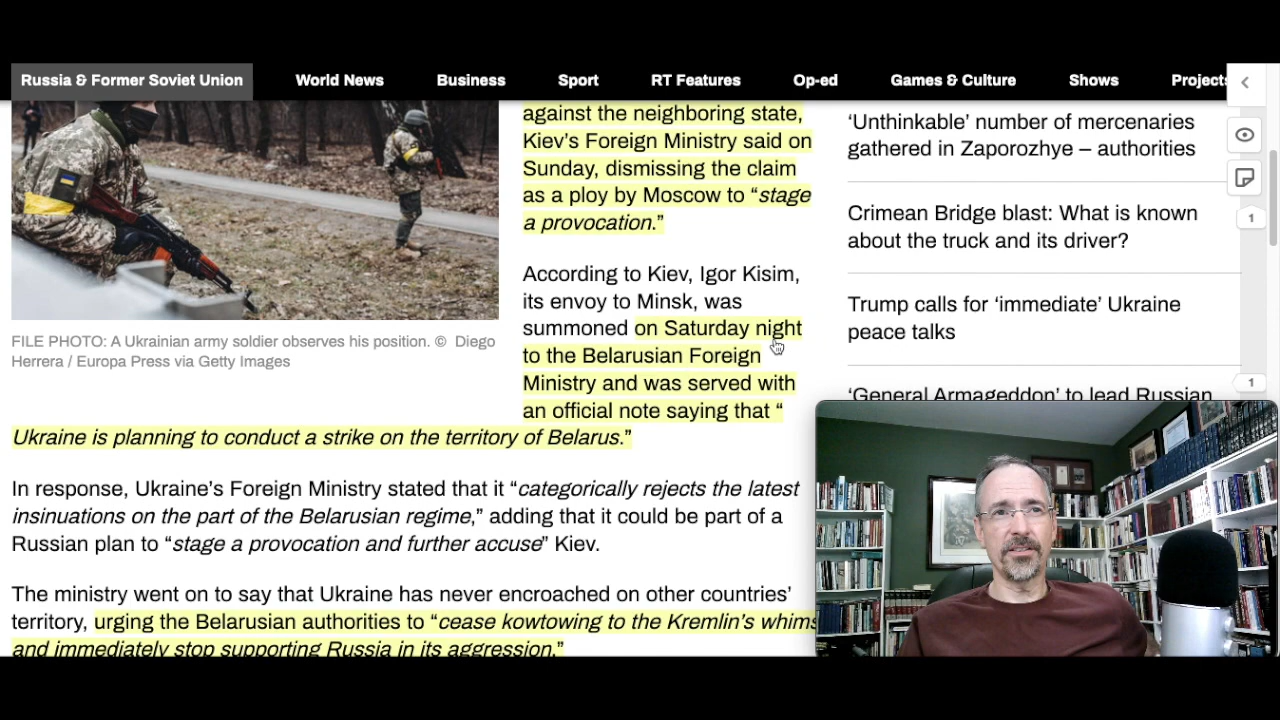 Russia & Former Soviet Union World News Business Sport RT Features Op-ed Games & Culture Shows Projects
against the neighboring state,
Kiev’s Foreign Ministry said on
Sunday, dismissing the claim
as a ploy by Moscow to “stage
a provocation.”
According to Kiev, Igor Kisim,
its envoy to Minsk, was
summoned on Saturday night
to the Belarusian Foreign
Ministry and was served with
an official note saying that “
Ukraine is planning to conduct a strike on the territory of Belarus.”
FILE PHOTO: A Ukrainian army soldier observes his position. © Diego
Herrera / Europa Press via Getty Images
In response, Ukraine’s Foreign Ministry stated that it “categorically rejects the latest
insinuations on the part of the Belarusian regime,” adding that it could be part of a
Russian plan to “stage a provocation and further accuse” Kiev.
The ministry went on to say that Ukraine has never encroached on other countries’
territory, urging the Belarusian authorities to “cease kowtowing to the Kremlin’s whims
and immediately stop supporting Russia in its aggression.”
‘Unthinkable’ number of mercenaries
gathered in Zaporozhye – authorities
Crimean Bridge blast: What is known
about the truck and its driver?
Trump calls for ‘immediate’ Ukraine
peace talks
‘General Armageddon’ to lead Russian
1
1